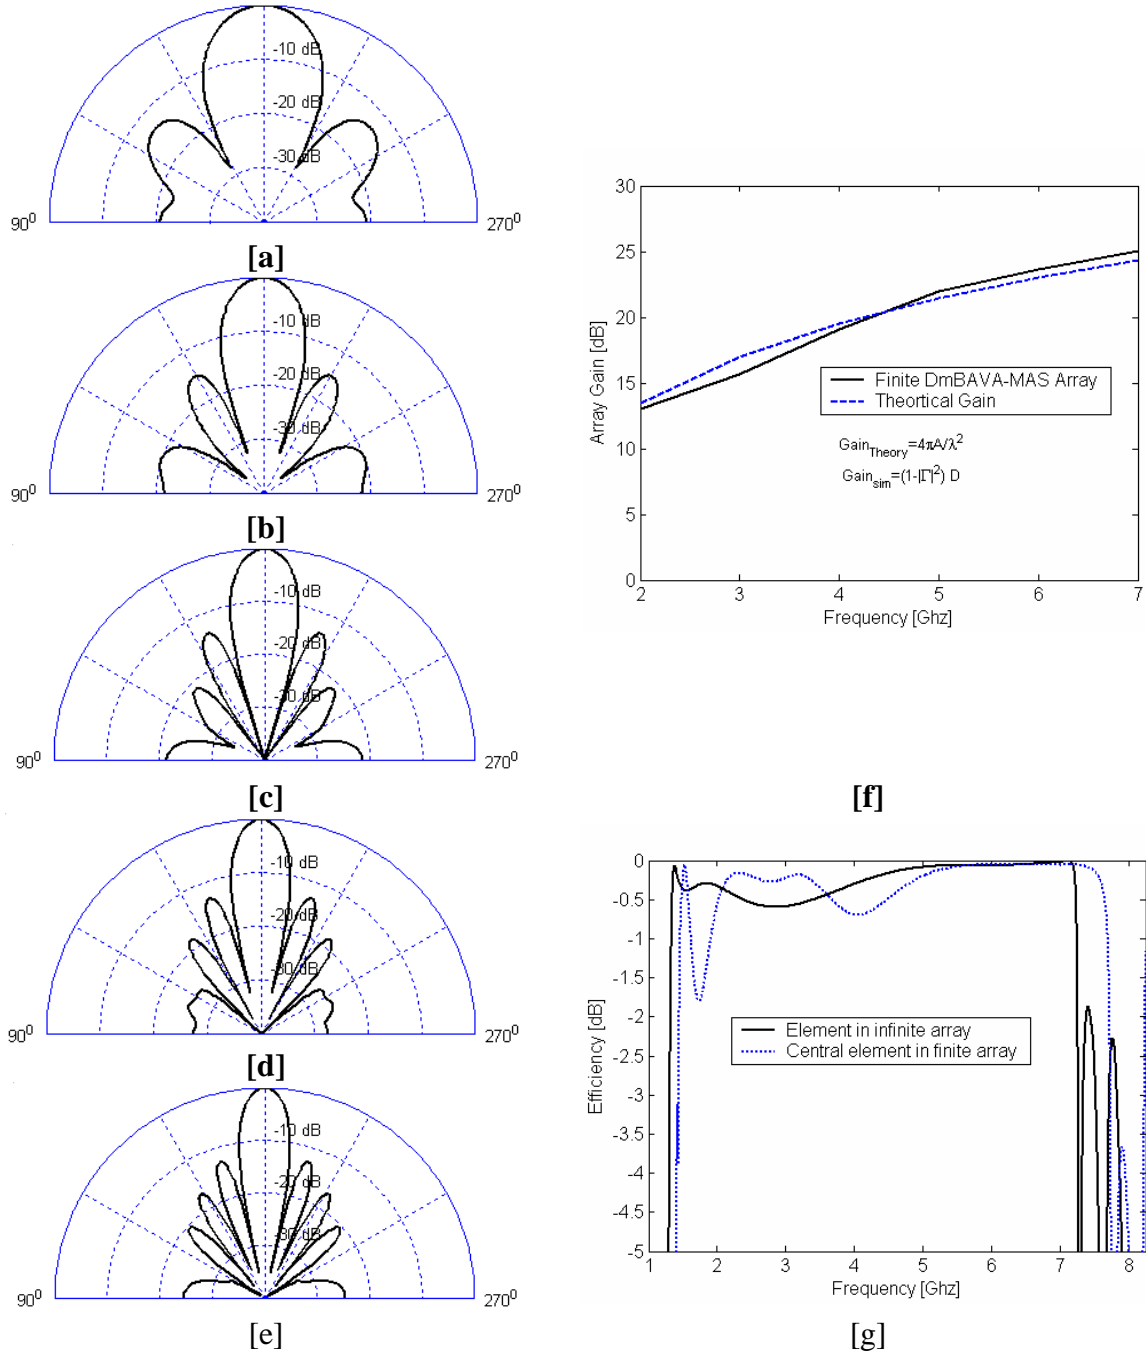 -10 dB
-20 dB
-30 dB
90⁰
270⁰
[a]
-10 dB
-20 dB
-30 dB
90⁰
270⁰
[b]
-10 dB
-20 dB
-30 dB
90⁰
270⁰
[c]
-10 dB
-20 dB
-30 dB
90⁰
270⁰
[d]
-10 dB
-20 dB
-30 dB
90⁰
270⁰
[e]
30
25
20
15
10
5
0
Array Gain [dB]
Finite DmBAVA-MAS Array
Theortical Gain
Gain_Theory=4πA/λ²
Gain_sim=(1-|Γ|²) D
2 3 4 5 6 7
Frequency [Ghz]
[f]
0
-0.5
-1
-1.5
-2
-2.5
-3
-3.5
-4
-4.5
-5
Efficiency [dB]
Element in infinite array
Central element in finite array
1 2 3 4 5 6 7 8
Frequency [Ghz]
[g]